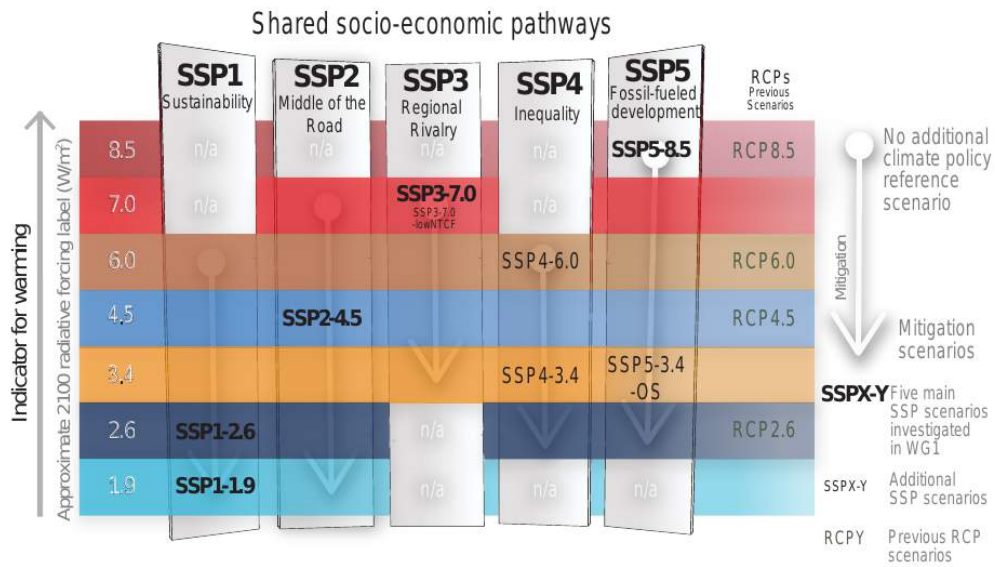 Shared socio-economic pathways
SSP1
Sustainability
SSP2
Middle of the
Road
SSP3
Regional
Rivalry
SSP4
Inequality
SSP5
Fossil-fueled
development
RCPs
Previous
Scenarios
Indicator for warming
Approximate 2100 radiative forcing label (W/m²)
8.5 n/a n/a n/a n/a SSP5-8.5 RCP8.5
7.0 n/a SSP3-7.0 n/a
SSP3-7.0
-lowNTCF
6.0 SSP4-6.0 RCP6.0
4.5 SSP2-4.5 RCP4.5
3.4 SSP4-3.4 SSP5-3.4
-OS
2.6 SSP1-2.6 n/a RCP2.6
1.9 SSP1-1.9 n/a n/a n/a
No additional
climate policy
reference
scenario
Mitigation
Mitigation
scenarios
SSPX-Y Five main
SSP scenarios
investigated
in WG1
SSPX-Y Additional
SSP scenarios
RCPY Previous RCP
scenarios